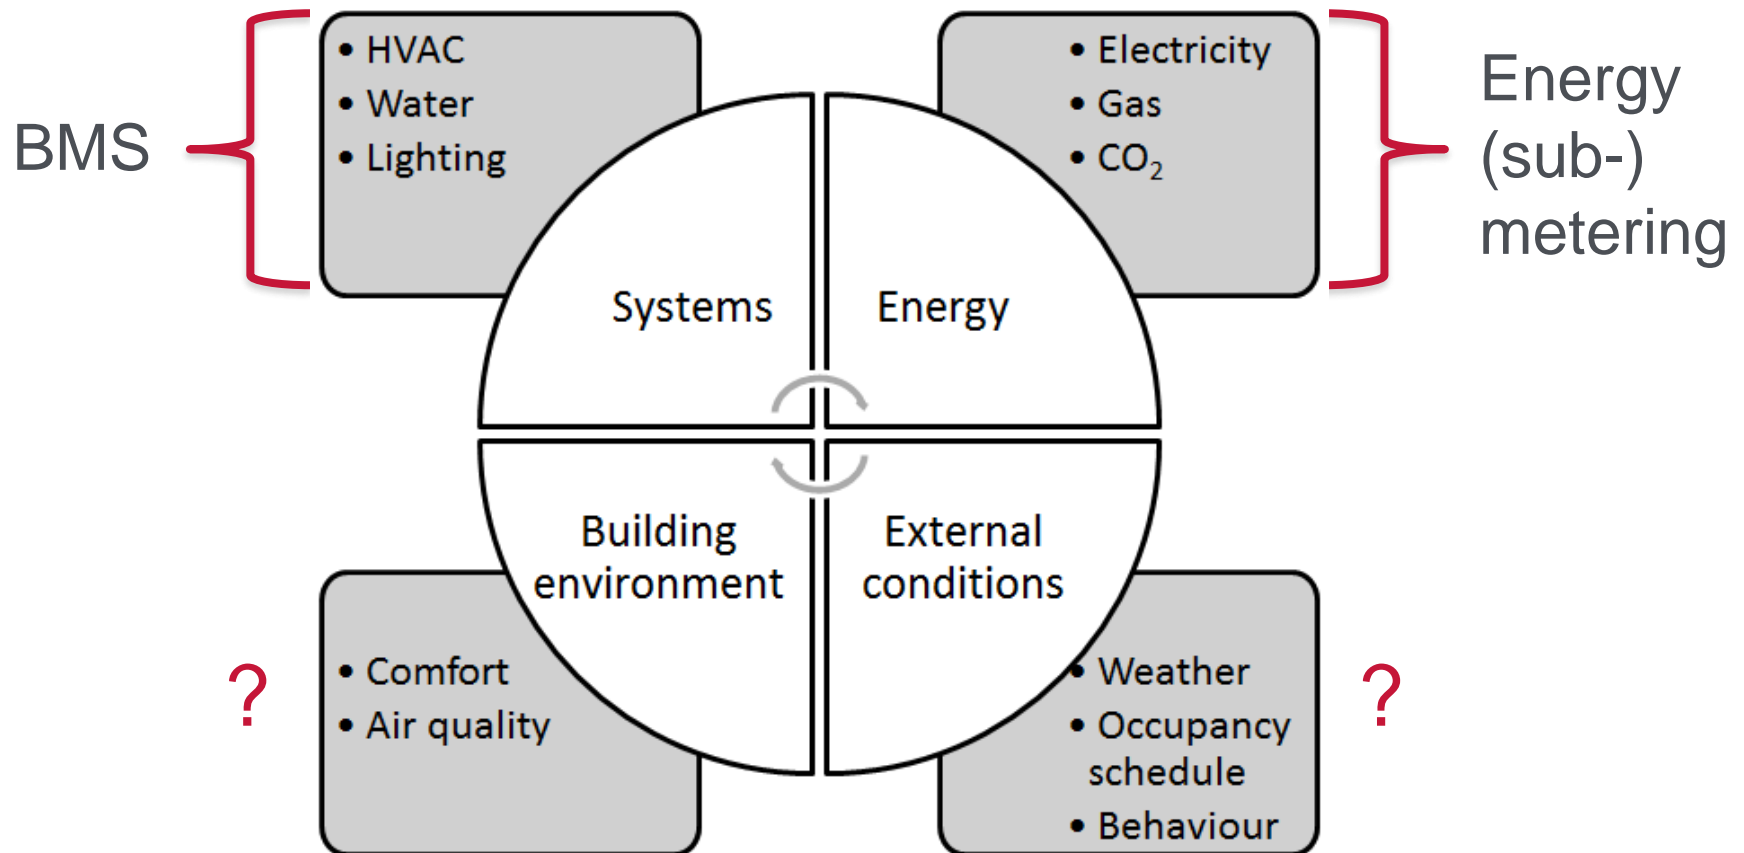 BMS
• HVAC
• Water
• Lighting
• Electricity
• Gas
• CO₂
Energy
(sub-)
metering
Systems
Energy
Building
environment
External
conditions
?
• Comfort
• Air quality
• Weather
• Occupancy
schedule
• Behaviour
?